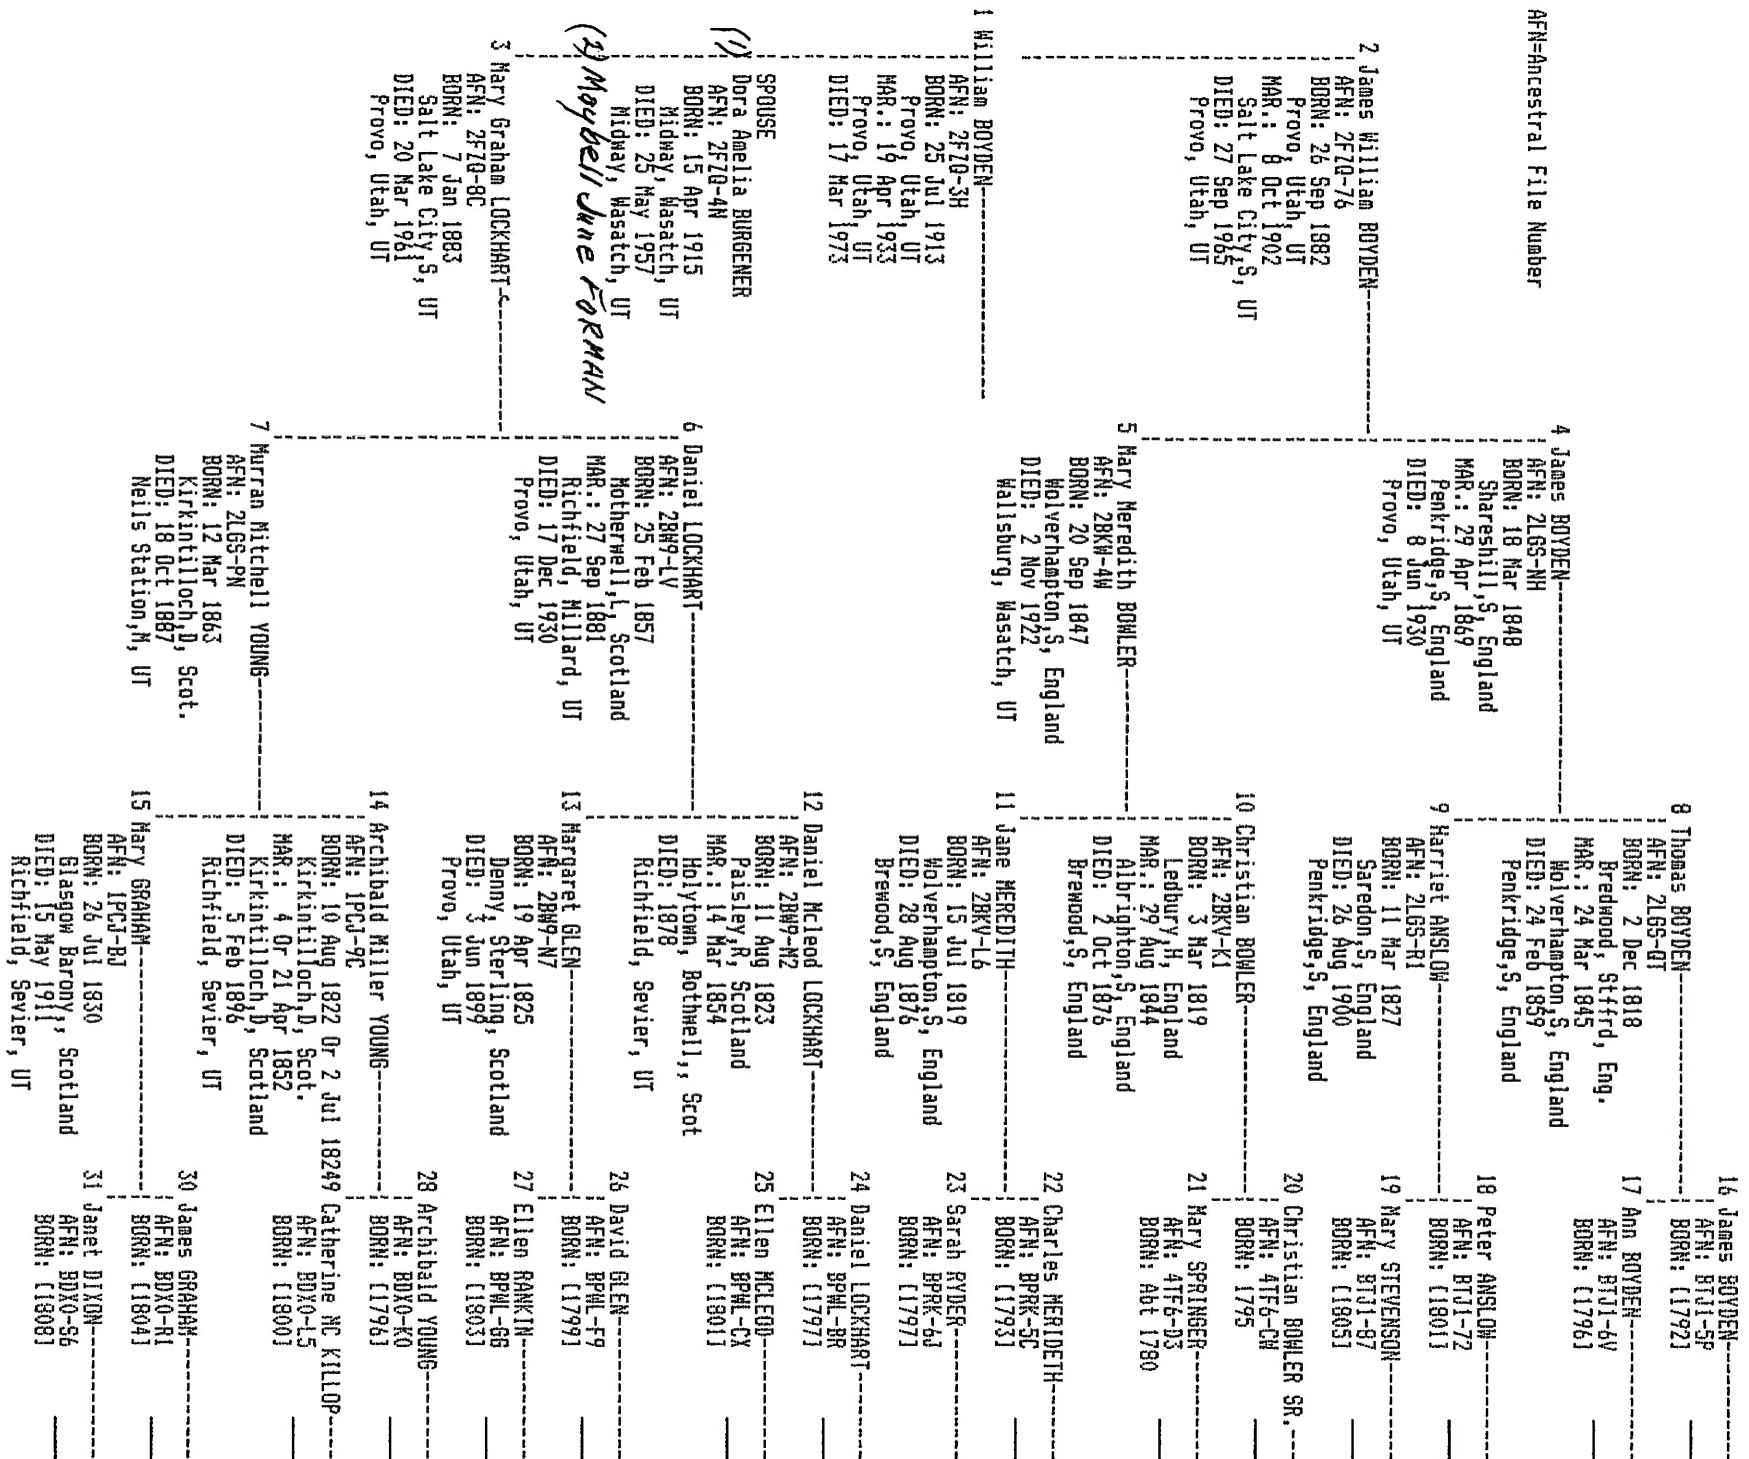 AFN=Ancestral File Number
2 James William BOYDEN
AFN: 2FZQ-76
BORN: 26 Sep 1882
Provo, Utah, UT
MAR.: 8 Oct 1902
Salt Lake City,S, UT
DIED: 27 Sep 1965
Provo, Utah, UT
1 William BOYDEN
AFN: 2FZQ-3H
BORN: 25 Jul 1913
Provo, Utah, UT
MAR.: 19 Apr 1933
Provo, Utah, UT
DIED: 17 Mar 1973
SPOUSE
(1) Dora Amelia BURGENER
AFN: 2FZQ-4N
BORN: 15 Apr 1915
Midway, Wasatch, UT
DIED: 25 May 1957
Midway, Wasatch, UT
(2) Maybell June FORMAN
3 Mary Graham LOCKHART
AFN: 2FZQ-8C
BORN: 7 Jan 1883
Salt Lake City,S, UT
DIED: 20 Mar 1961
Provo, Utah, UT
4 James BOYDEN
AFN: 2LGS-NH
BORN: 18 Mar 1848
Shareshill,S, England
MAR.: 29 Apr 1869
Penkridge,S, England
DIED: 8 Jun 1930
Provo, Utah, UT
5 Mary Meredith BOWLER
AFN: 2BKW-4W
BORN: 20 Sep 1847
Wolverhampton,S, England
DIED: 2 Nov 1922
Wallsburg, Wasatch, UT
6 Daniel LOCKHART
AFN: 2BW9-LV
BORN: 25 Feb 1857
Motherwell,L, Scotland
MAR.: 27 Sep 1881
Richfield, Millard, UT
DIED: 17 Dec 1930
Provo, Utah, UT
7 Murran Mitchell YOUNG
AFN: 2LGS-PN
BORN: 12 Mar 1863
Kirkintilloch,D, Scot.
DIED: 18 Oct 1887
Neils Station,M, UT
8 Thomas BOYDEN
AFN: 2LGS-QT
BORN: 2 Dec 1818
Bredwood, Stffrd, Eng.
MAR.: 24 Mar 1845
Wolverhampton,S, England
DIED: 24 Feb 1859
Penkridge,S, England
9 Harriet ANSLOW
AFN: 2LGS-R1
BORN: 11 Mar 1827
Saredon,S, England
DIED: 26 Aug 1900
Penkridge,S, England
10 Christian BOWLER
AFN: 2BKV-K1
BORN: 3 Mar 1819
Ledbury,H, England
MAR.: 29 Aug 1844
Albrighton,S, England
DIED: 2 Oct 1876
Brewood,S, England
11 Jane MEREDITH
AFN: 2BKV-L6
BORN: 15 Jul 1819
Wolverhampton,S, England
DIED: 28 Aug 1876
Brewood,S, England
12 Daniel Mcleod LOCKHART
AFN: 2BW9-M2
BORN: 11 Aug 1823
Paisley,R, Scotland
MAR.: 14 Mar 1854
Holytown, Bothwell,, Scot
DIED: 1878
Richfield, Sevier, UT
13 Margaret GLEN
AFN: 2BW9-N7
BORN: 19 Apr 1825
Denny, Sterling, Scotland
DIED: 3 Jun 1899
Provo, Utah, UT
14 Archibald Miller YOUNG
AFN: 1PCJ-9C
BORN: 10 Aug 1822 Or 2 Jul 1824
Kirkintilloch,D, Scot.
MAR.: 4 Or 21 Apr 1852
Kirkintilloch,D, Scotland
DIED: 5 Feb 1896
Richfield, Sevier, UT
15 Mary GRAHAM
AFN: 1PCJ-BJ
BORN: 26 Jul 1830
Glasgow Barony,, Scotland
DIED: 15 May 1911
Richfield, Sevier, UT
16 James BOYDEN
AFN: BTJ1-5P
BORN: [1792]
17 Ann BOYDEN
AFN: BTJ1-6V
BORN: [1796]
18 Peter ANSLOW
AFN: BTJ1-72
BORN: [1801]
19 Mary STEVENSON
AFN: BTJ1-87
BORN: [1805]
20 Christian BOWLER SR.
AFN: 4TF6-CW
BORN: 1795
21 Mary SPRINGER
AFN: 4TF6-D3
BORN: Abt 1780
22 Charles MERIDETH
AFN: BPRK-5C
BORN: [1793]
23 Sarah RYDER
AFN: BPRK-6J
BORN: [1797]
24 Daniel LOCKHART
AFN: BPWL-BR
BORN: [1797]
25 Ellen MCLEOD
AFN: BPWL-CX
BORN: [1801]
26 David GLEN
AFN: BPWL-F9
BORN: [1799]
27 Ellen RANKIN
AFN: BPWL-GG
BORN: [1803]
28 Archibald YOUNG
AFN: BDX0-K0
BORN: [1796]
9 Catherine MC KILLOP
AFN: BDX0-L5
BORN: [1800]
30 James GRAHAM
AFN: BDX0-R1
BORN: [1804]
31 Janet DIXON
AFN: BDX0-S6
BORN: [1808]